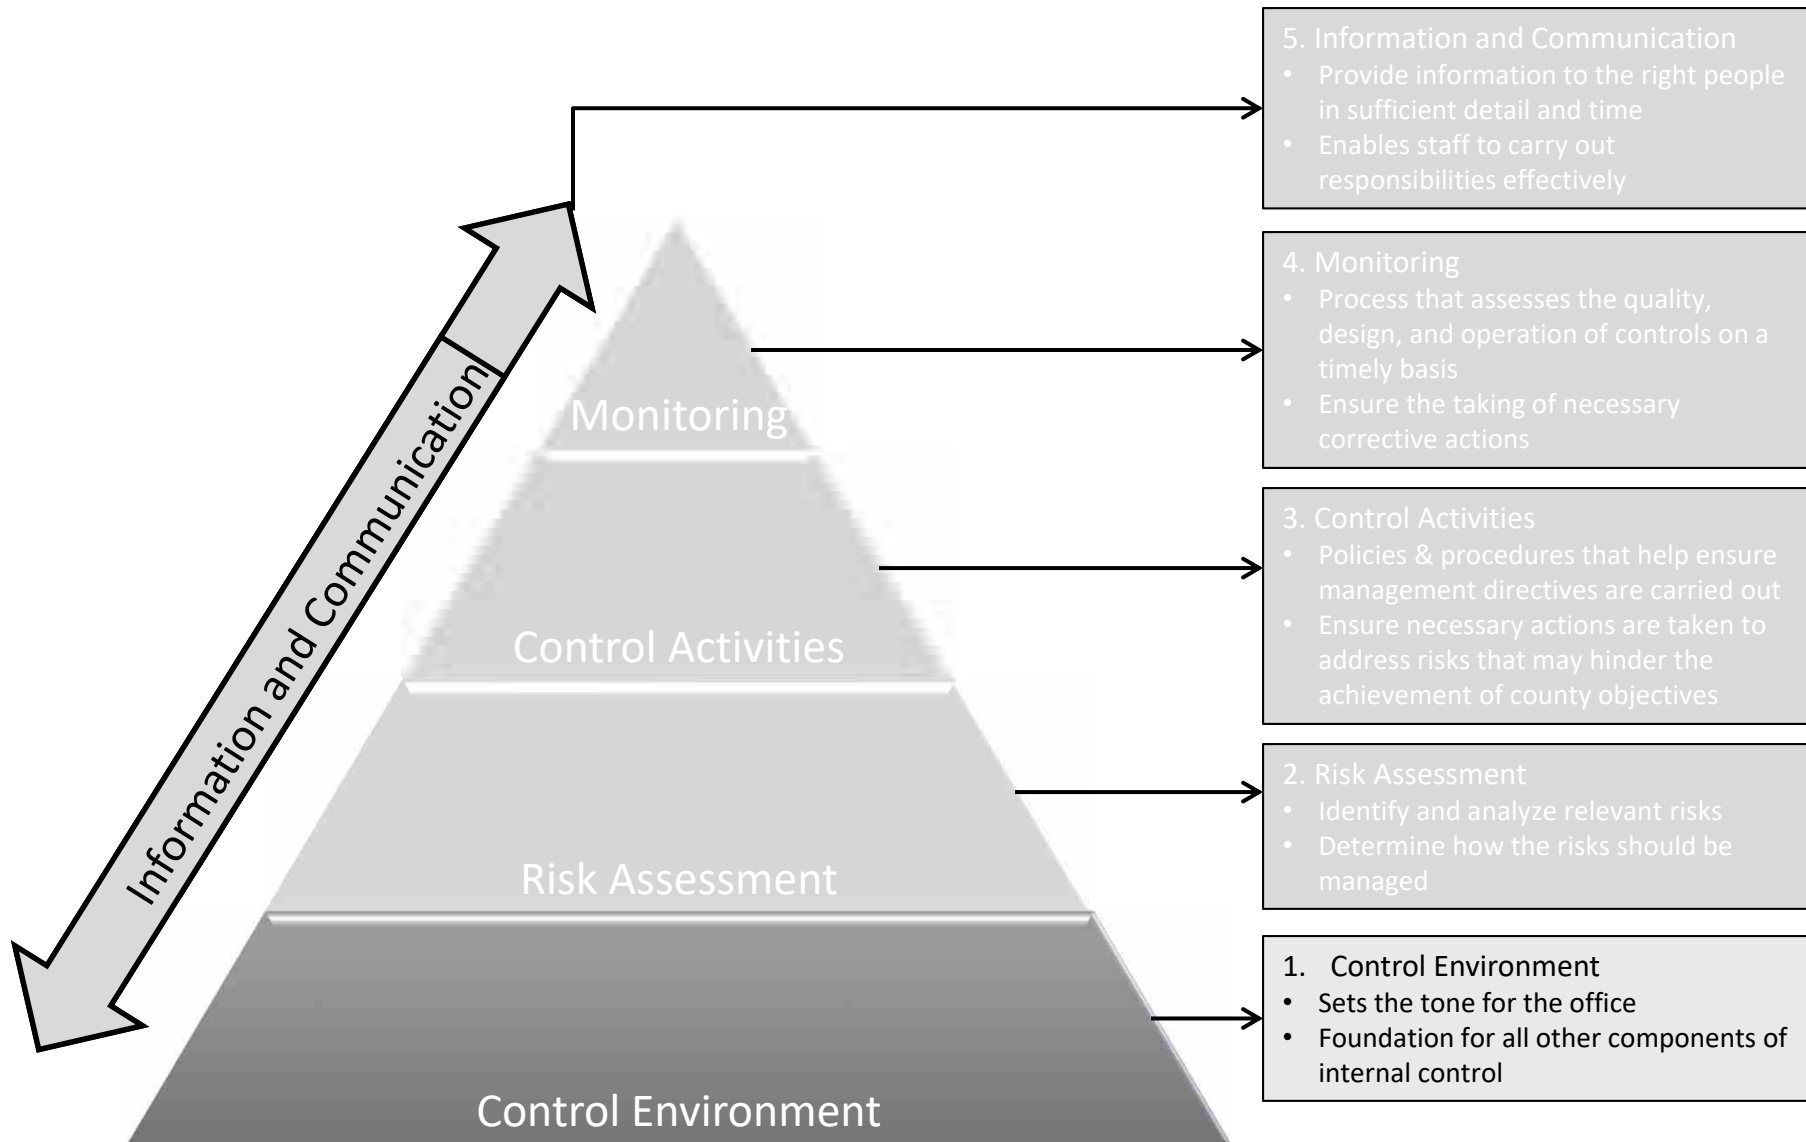 5. Information and Communication
• Provide information to the right people
in sufficient detail and time
• Enables staff to carry out
responsibilities effectively
4. Monitoring
• Process that assesses the quality,
design, and operation of controls on a
timely basis
• Ensure the taking of necessary
corrective actions
3. Control Activities
• Policies & procedures that help ensure
management directives are carried out
• Ensure necessary actions are taken to
address risks that may hinder the
achievement of county objectives
2. Risk Assessment
• Identify and analyze relevant risks
• Determine how the risks should be
managed
1. Control Environment
• Sets the tone for the office
• Foundation for all other components of
internal control
Information and Communication
Monitoring
Control Activities
Risk Assessment
Control Environment